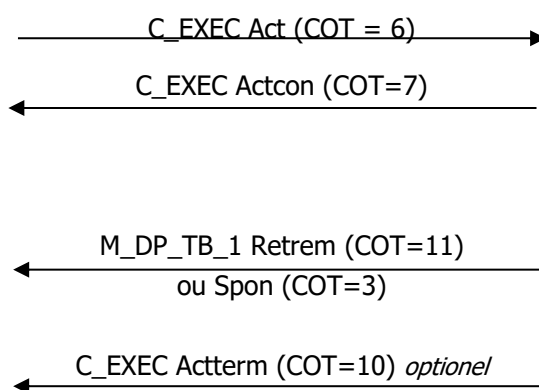 C_EXEC Act (COT = 6)
C_EXEC Actcon (COT=7)
M_DP_TB_1 Retrem (COT=11)
ou Spon (COT=3)
C_EXEC Actterm (COT=10) optionel